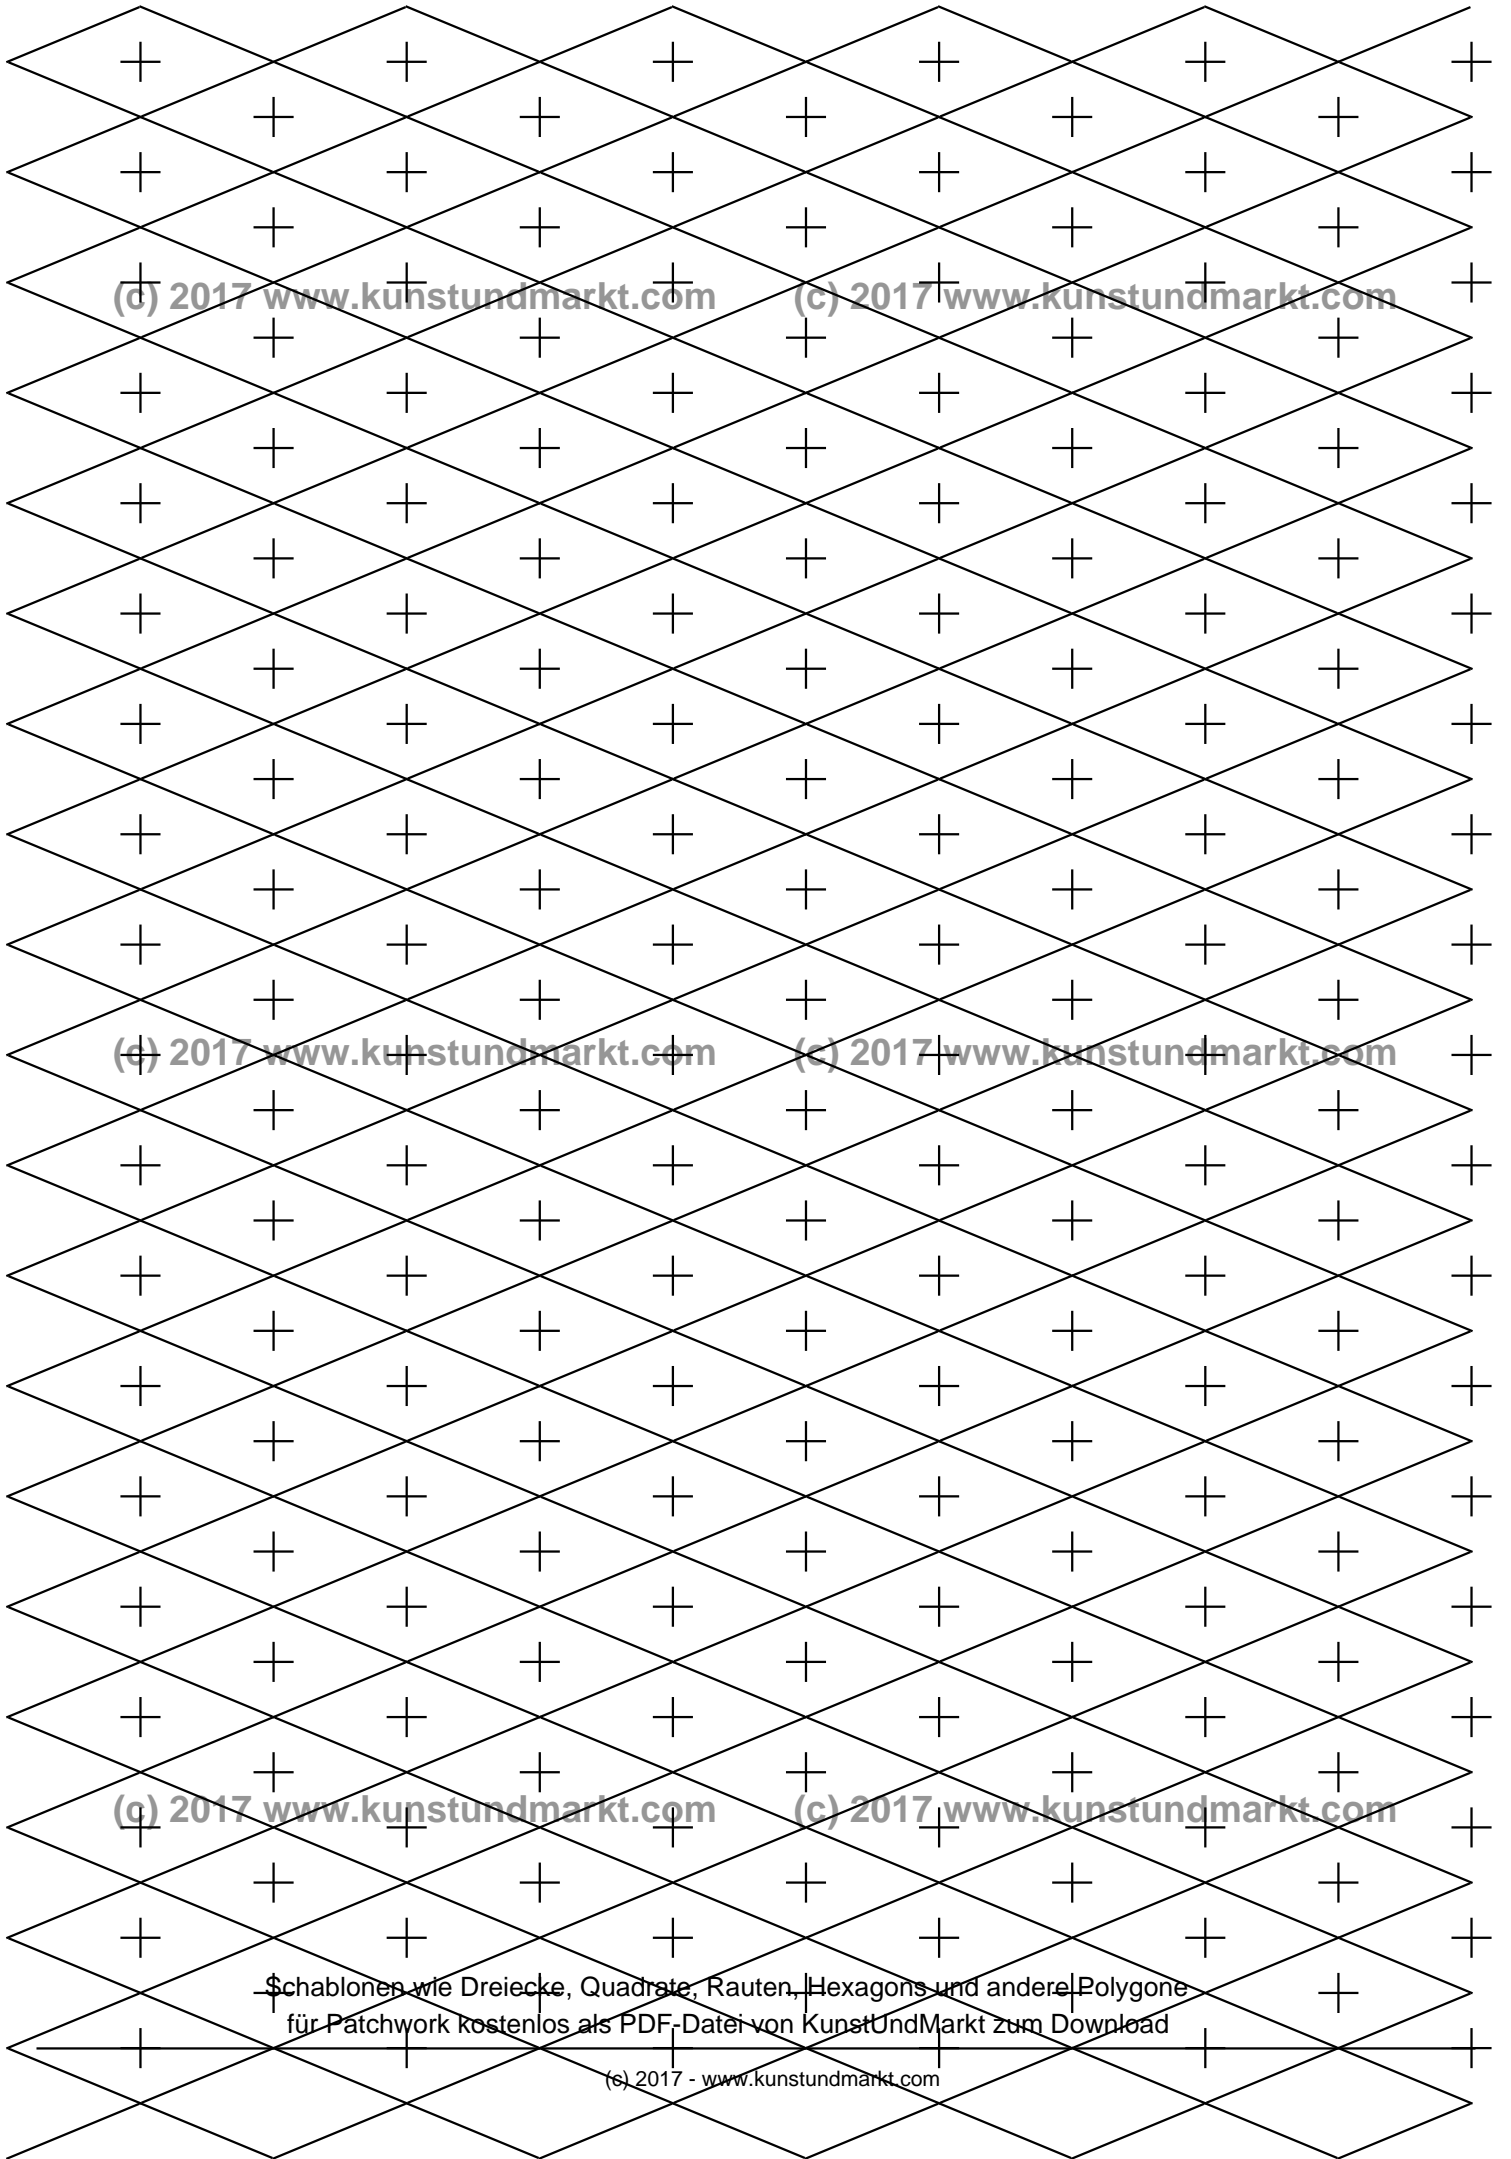 (c) 2017 www.kunstundmarkt.com (c) 2017 www.kunstundmarkt.com
(c) 2017 www.kunstundmarkt.com (c) 2017 www.kunstundmarkt.com
(c) 2017 www.kunstundmarkt.com (c) 2017 www.kunstundmarkt.com
Schablonen wie Dreiecke, Quadrate, Rauten, Hexagons und andere Polygone
für Patchwork kostenlos als PDF-Datei von KunstUndMarkt zum Download
(c) 2017 - www.kunstundmarkt.com